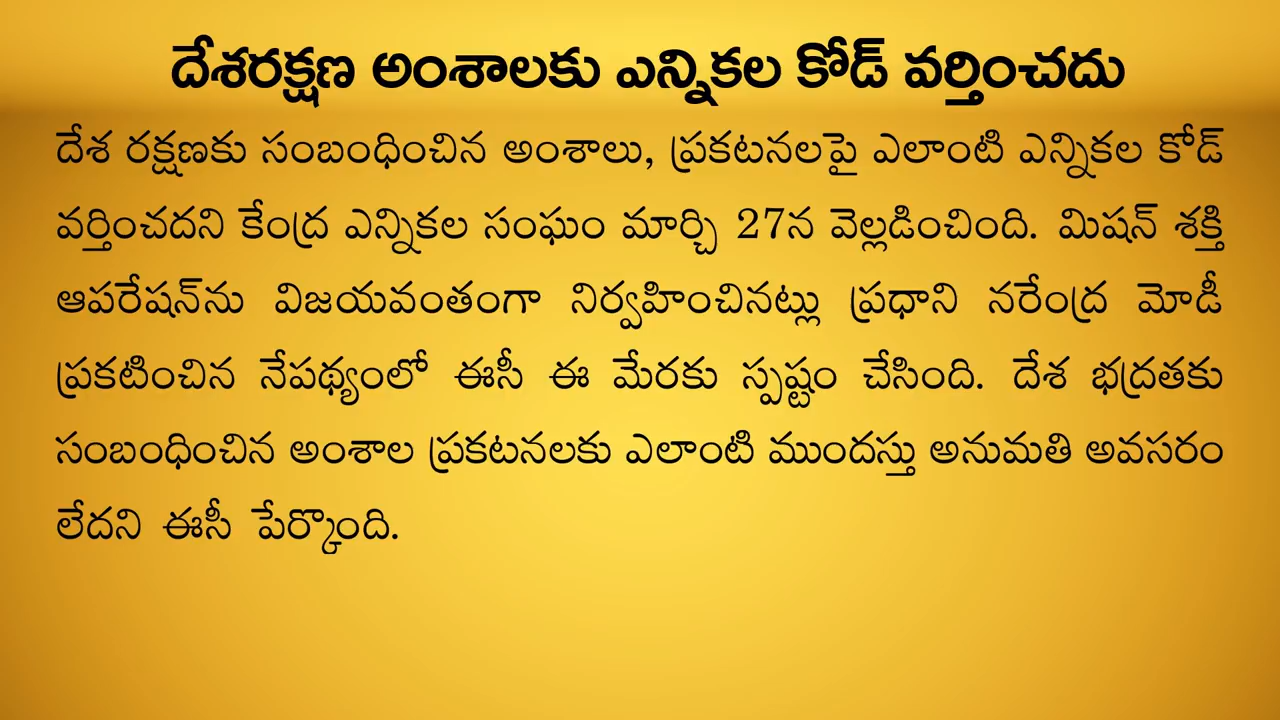 దేశరక్షణ అంశాలకు ఎన్నికల కోడ్ వర్తించదు
దేశ రక్షణకు సంబంధించిన అంశాలు, ప్రకటనలపై ఎలాంటి ఎన్నికల కోడ్
వర్తించదని కేంద్ర ఎన్నికల సంఘం మార్చి 27న వెల్లడించింది. మిషన్ శక్తి
ఆపరేషన్‌ను విజయవంతంగా నిర్వహించినట్లు ప్రధాని నరేంద్ర మోడీ
ప్రకటించిన నేపథ్యంలో ఈసీ ఈ మేరకు స్పష్టం చేసింది. దేశ భద్రతకు
సంబంధించిన అంశాల ప్రకటనలకు ఎలాంటి ముందస్తు అనుమతి అవసరం
లేదని ఈసీ పేర్కొంది.